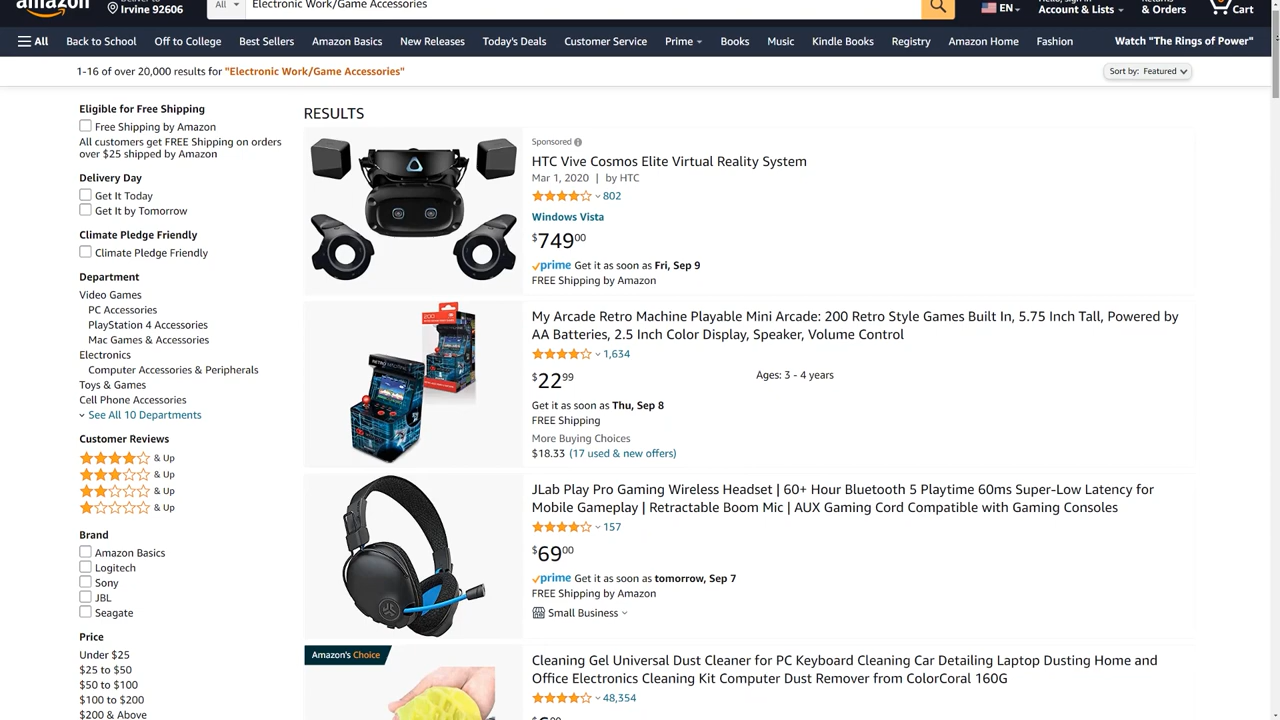 amazon
Deliver to
Irvine 92606
All
Electronic Work/Game Accessories
EN
Account & Lists
Returns
& Orders
Cart
All
Back to School
Off to College
Best Sellers
Amazon Basics
New Releases
Today's Deals
Customer Service
Prime
Books
Music
Kindle Books
Registry
Amazon Home
Fashion
Watch "The Rings of Power"
1-16 of over 20,000 results for "Electronic Work/Game Accessories"
Sort by: Featured
Eligible for Free Shipping
Free Shipping by Amazon
All customers get FREE Shipping on orders
over $25 shipped by Amazon
Delivery Day
Get It Today
Get It by Tomorrow
Climate Pledge Friendly
Climate Pledge Friendly
Department
Video Games
PC Accessories
PlayStation 4 Accessories
Mac Games & Accessories
Electronics
Computer Accessories & Peripherals
Toys & Games
Cell Phone Accessories
See All 10 Departments
Customer Reviews
& Up
& Up
& Up
& Up
Brand
Amazon Basics
Logitech
Sony
JBL
Seagate
Price
Under $25
$25 to $50
$50 to $100
$100 to $200
$200 & Above
RESULTS
Sponsored
HTC Vive Cosmos Elite Virtual Reality System
Mar 1, 2020 | by HTC
802
Windows Vista
$749.00
prime Get it as soon as Fri, Sep 9
FREE Shipping by Amazon
My Arcade Retro Machine Playable Mini Arcade: 200 Retro Style Games Built In, 5.75 Inch Tall, Powered by
AA Batteries, 2.5 Inch Color Display, Speaker, Volume Control
1,634
$22.99
Ages: 3 - 4 years
Get it as soon as Thu, Sep 8
FREE Shipping
More Buying Choices
$18.33 (17 used & new offers)
JLab Play Pro Gaming Wireless Headset | 60+ Hour Bluetooth 5 Playtime 60ms Super-Low Latency for
Mobile Gameplay | Retractable Boom Mic | AUX Gaming Cord Compatible with Gaming Consoles
157
$69.00
prime Get it as soon as tomorrow, Sep 7
FREE Shipping by Amazon
Small Business
Amazon's Choice
Cleaning Gel Universal Dust Cleaner for PC Keyboard Cleaning Car Detailing Laptop Dusting Home and
Office Electronics Cleaning Kit Computer Dust Remover from ColorCoral 160G
48,354